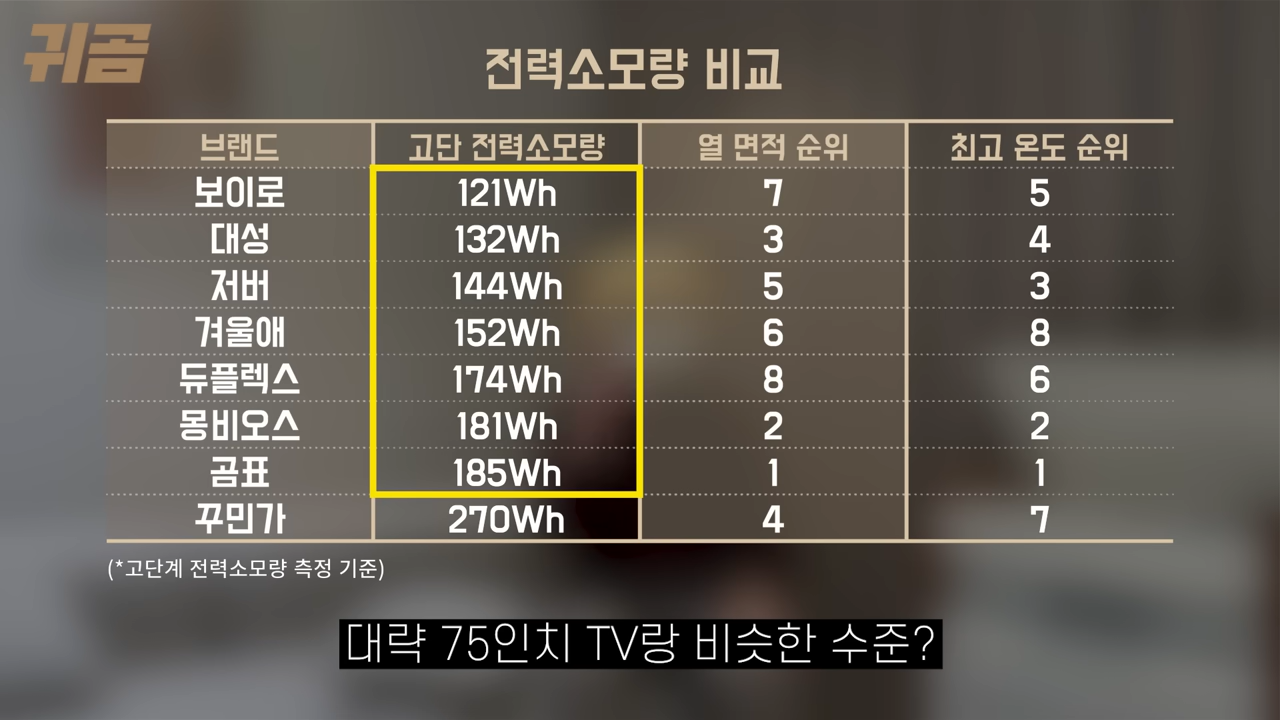 귀곰
전력소모량 비교
브랜드 고단 전력소모량 열 면적 순위 최고 온도 순위
보이로 121Wh 7 5
대성 132Wh 3 4
저버 144Wh 5 3
겨울애 152Wh 6 8
듀플렉스 174Wh 8 6
몽비오스 181Wh 2 2
곰표 185Wh 1 1
꾸민가 270Wh 4 7
(*고단계 전력소모량 측정 기준)
대략 75인치 TV랑 비슷한 수준?